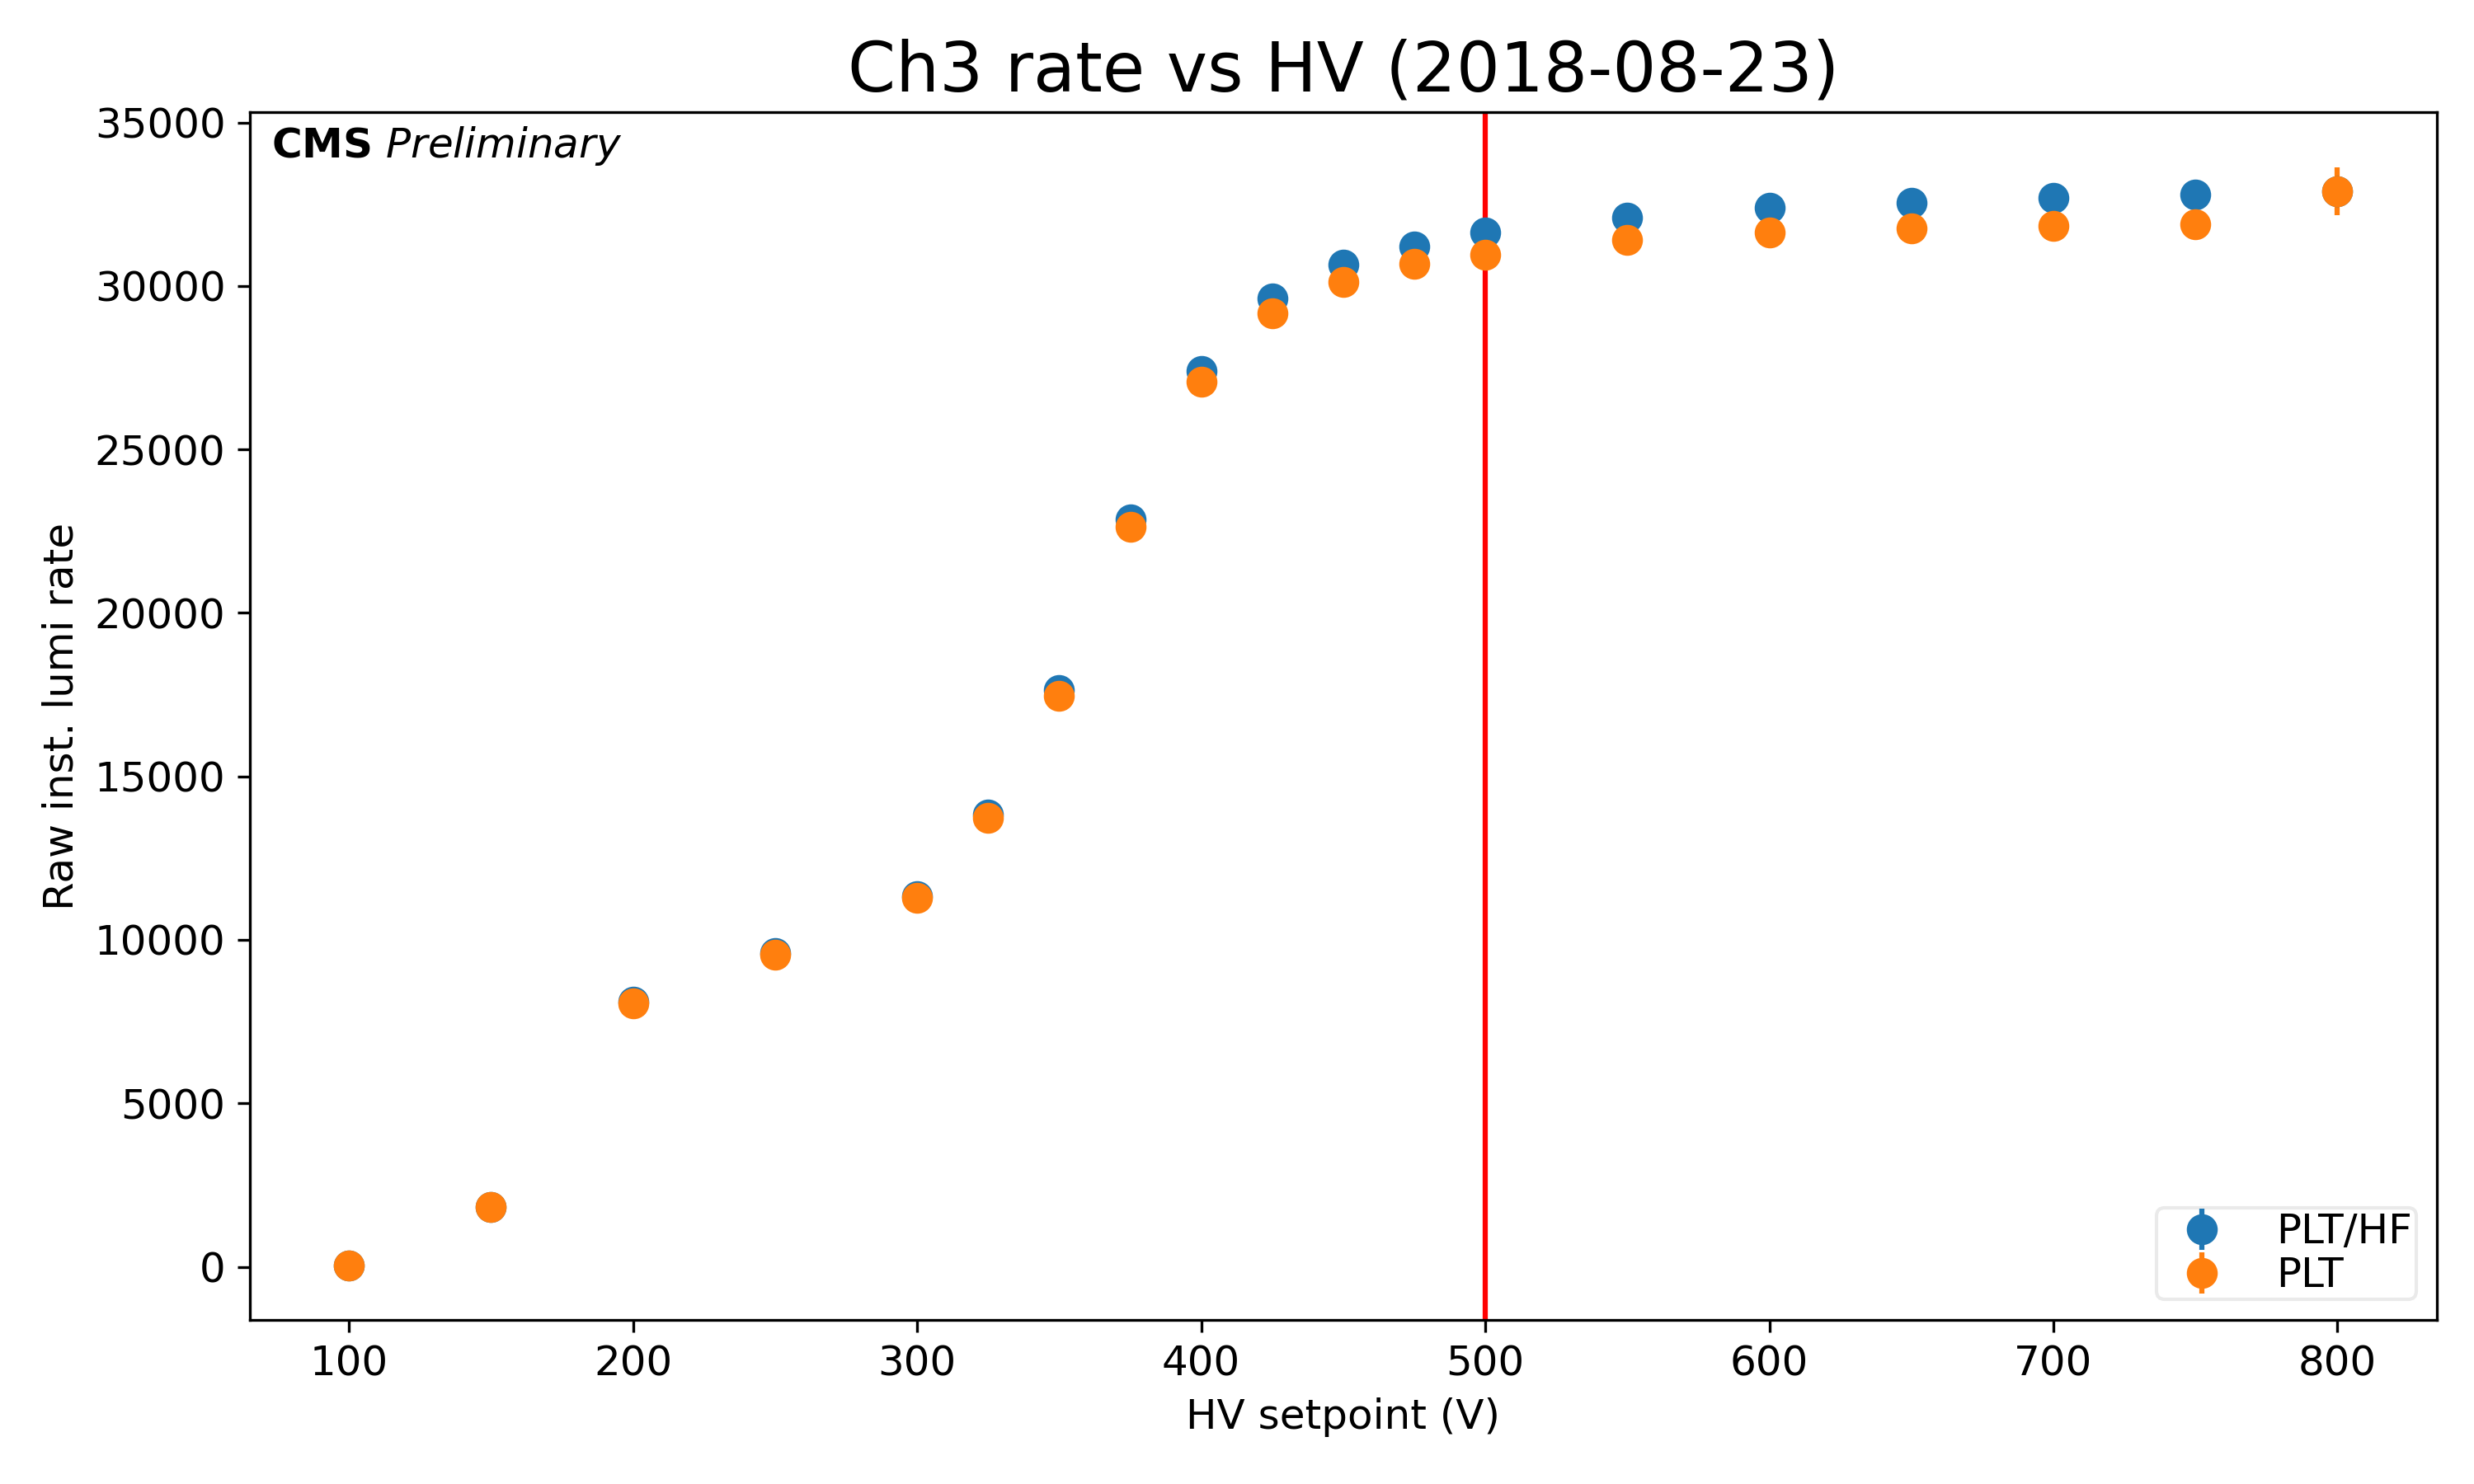 Ch3 rate vs HV (2018-08-23)
CMS Preliminary
35000
30000
25000
20000
15000
10000
5000
0
Raw inst. lumi rate
100 200 300 400 500 600 700 800
HV setpoint (V)
PLT/HF
PLT